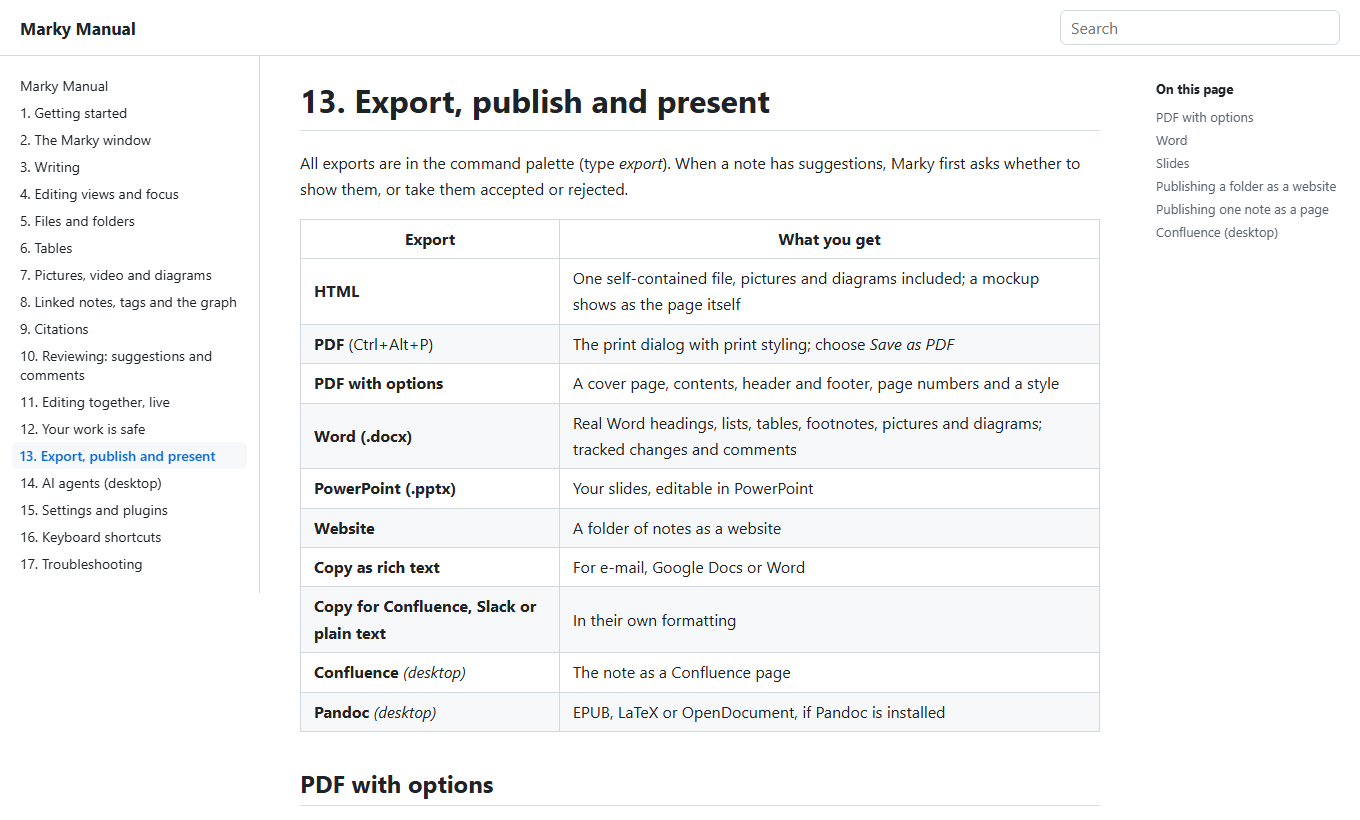 Marky Manual
Search
Marky Manual
1. Getting started
2. The Marky window
3. Writing
4. Editing views and focus
5. Files and folders
6. Tables
7. Pictures, video and diagrams
8. Linked notes, tags and the graph
9. Citations
10. Reviewing: suggestions and
comments
11. Editing together, live
12. Your work is safe
13. Export, publish and present
14. AI agents (desktop)
15. Settings and plugins
16. Keyboard shortcuts
17. Troubleshooting
13. Export, publish and present
All exports are in the command palette (type export). When a note has suggestions, Marky first asks whether to
show them, or take them accepted or rejected.
Export What you get
HTML One self-contained file, pictures and diagrams included; a mockup
shows as the page itself
PDF (Ctrl+Alt+P) The print dialog with print styling; choose Save as PDF
PDF with options A cover page, contents, header and footer, page numbers and a style
Word (.docx) Real Word headings, lists, tables, footnotes, pictures and diagrams;
tracked changes and comments
PowerPoint (.pptx) Your slides, editable in PowerPoint
Website A folder of notes as a website
Copy as rich text For e-mail, Google Docs or Word
Copy for Confluence, Slack or
plain text In their own formatting
Confluence (desktop) The note as a Confluence page
Pandoc (desktop) EPUB, LaTeX or OpenDocument, if Pandoc is installed
PDF with options
On this page
PDF with options
Word
Slides
Publishing a folder as a website
Publishing one note as a page
Confluence (desktop)